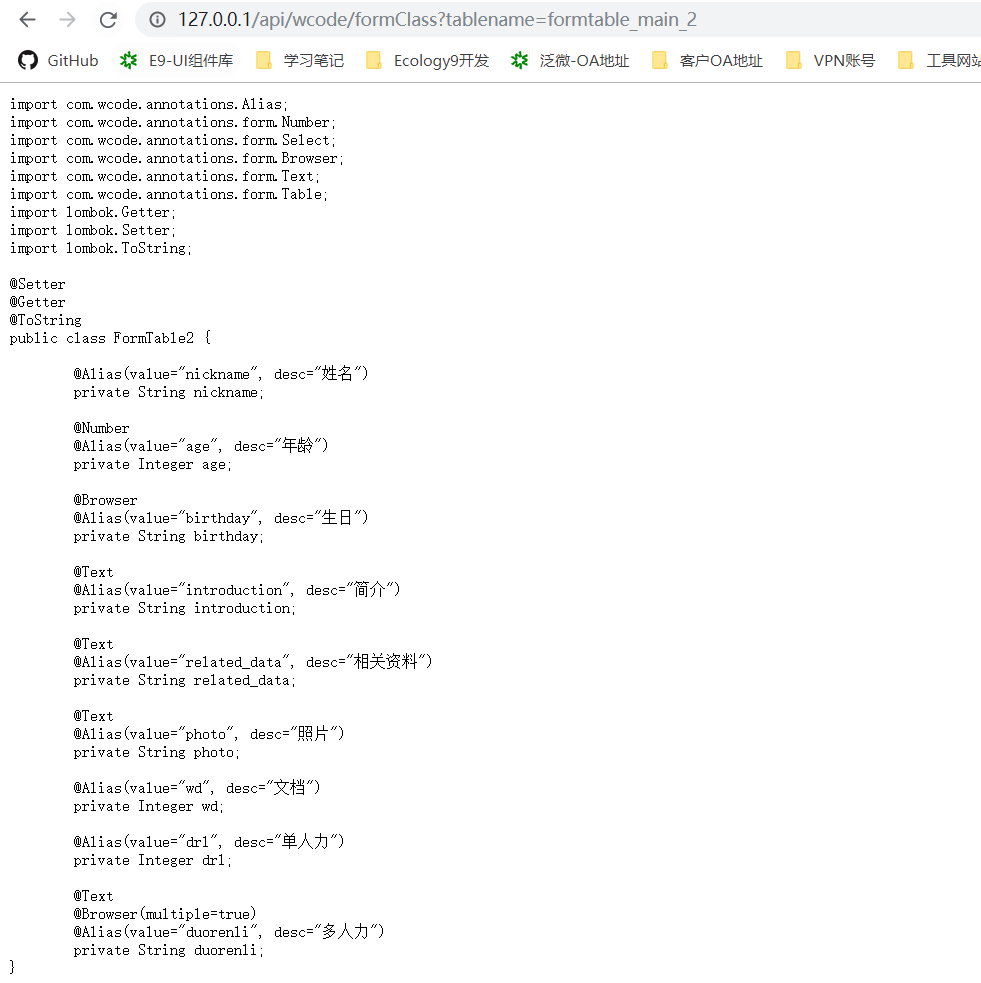 127.0.0.1/api/wcode/formClass?tablename=formtable_main_2
GitHub E9-UI组件库 学习笔记 Ecology9开发 泛微-OA地址 客户OA地址 VPN账号 工具网站
import com.wcode.annotations.Alias;
import com.wcode.annotations.form.Number;
import com.wcode.annotations.form.Select;
import com.wcode.annotations.form.Browser;
import com.wcode.annotations.form.Text;
import com.wcode.annotations.form.Table;
import lombok.Getter;
import lombok.Setter;
import lombok.ToString;
@Setter
@Getter
@ToString
public class FormTable2 {
@Alias(value="nickname", desc="姓名")
private String nickname;
@Number
@Alias(value="age", desc="年龄")
private Integer age;
@Browser
@Alias(value="birthday", desc="生日")
private String birthday;
@Text
@Alias(value="introduction", desc="简介")
private String introduction;
@Text
@Alias(value="related_data", desc="相关资料")
private String related_data;
@Text
@Alias(value="photo", desc="照片")
private String photo;
@Alias(value="wd", desc="文档")
private Integer wd;
@Alias(value="drl", desc="单人力")
private Integer drl;
@Text
@Browser(multiple=true)
@Alias(value="duorenli", desc="多人力")
private String duorenli;
}